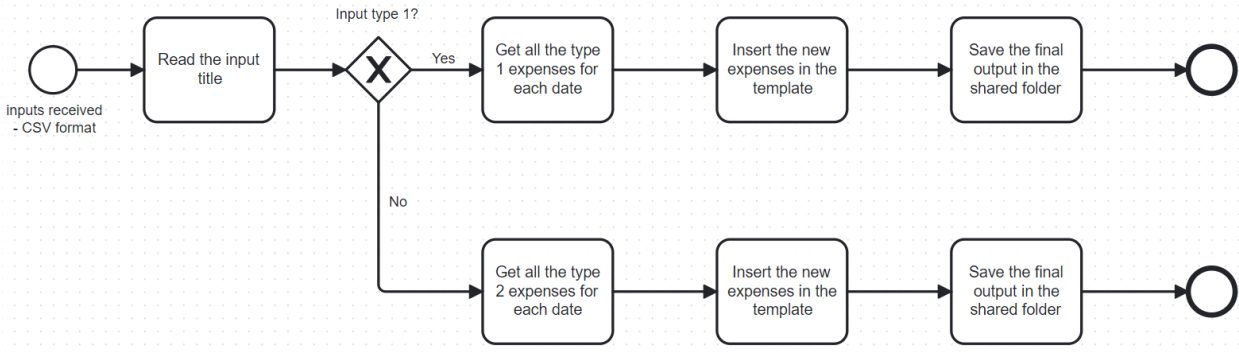 Input type 1?
Read the input
title
Yes
Get all the type
1 expenses for
each date
Insert the new
expenses in the
template
Save the final
output in the
shared folder
inputs received
- CSV format
No
Get all the type
2 expenses for
each date
Insert the new
expenses in the
template
Save the final
output in the
shared folder